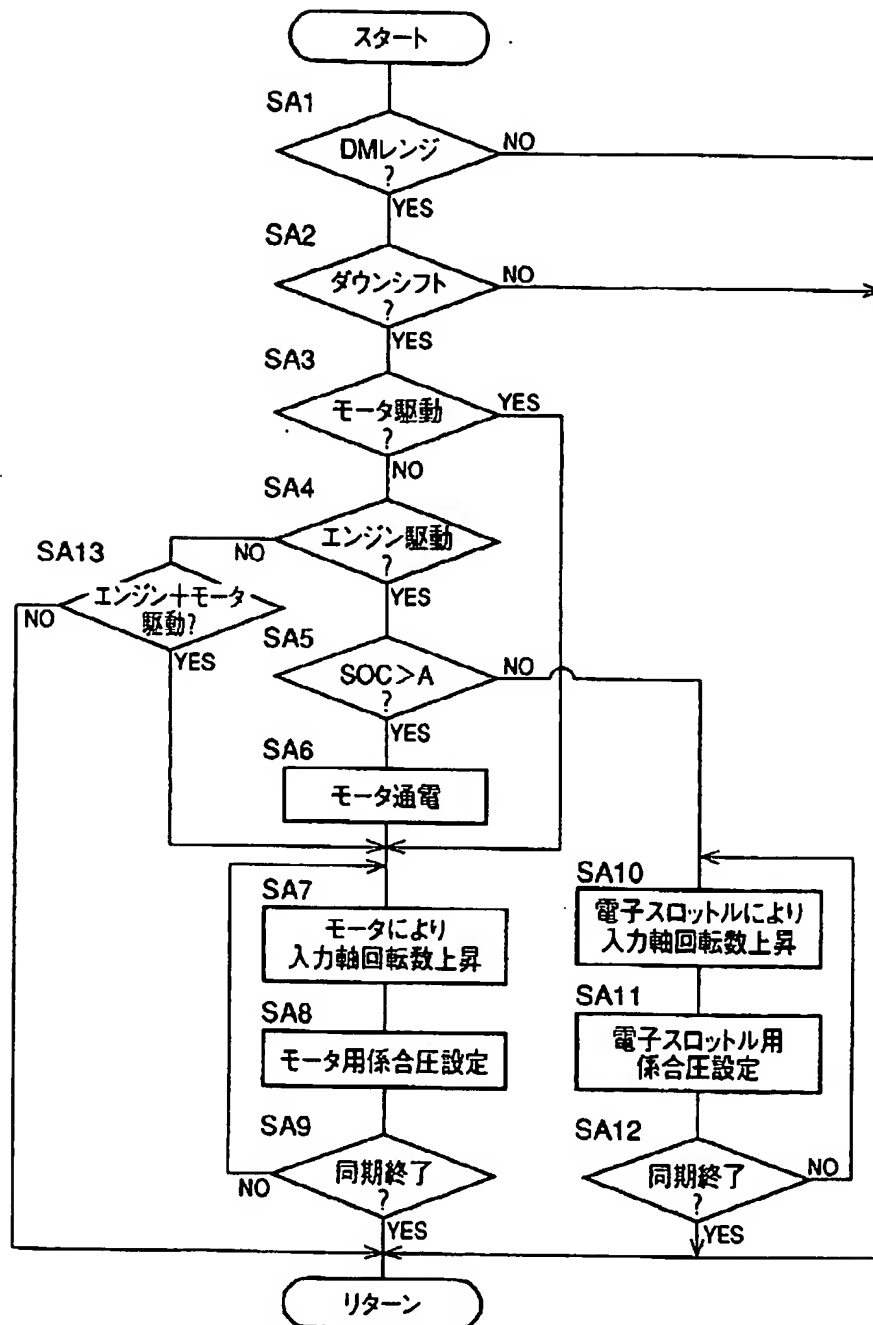 スタート
SA1
DMレンジ
?
NO
YES
SA2
ダウンシフト
?
NO
YES
SA3
モータ駆動
?
YES
NO
SA4
エンジン駆動
?
NO
YES
SA13
エンジン+モータ
駆動?
NO
YES
SA5
SOC>A
?
NO
YES
SA6
モータ通電
SA7
モータにより
入力軸回転数上昇
SA8
モータ用係合圧設定
SA9
同期終了
?
NO
YES
SA10
電子スロットルにより
入力軸回転数上昇
SA11
電子スロットル用
係合圧設定
SA12
同期終了
?
NO
YES
リターン